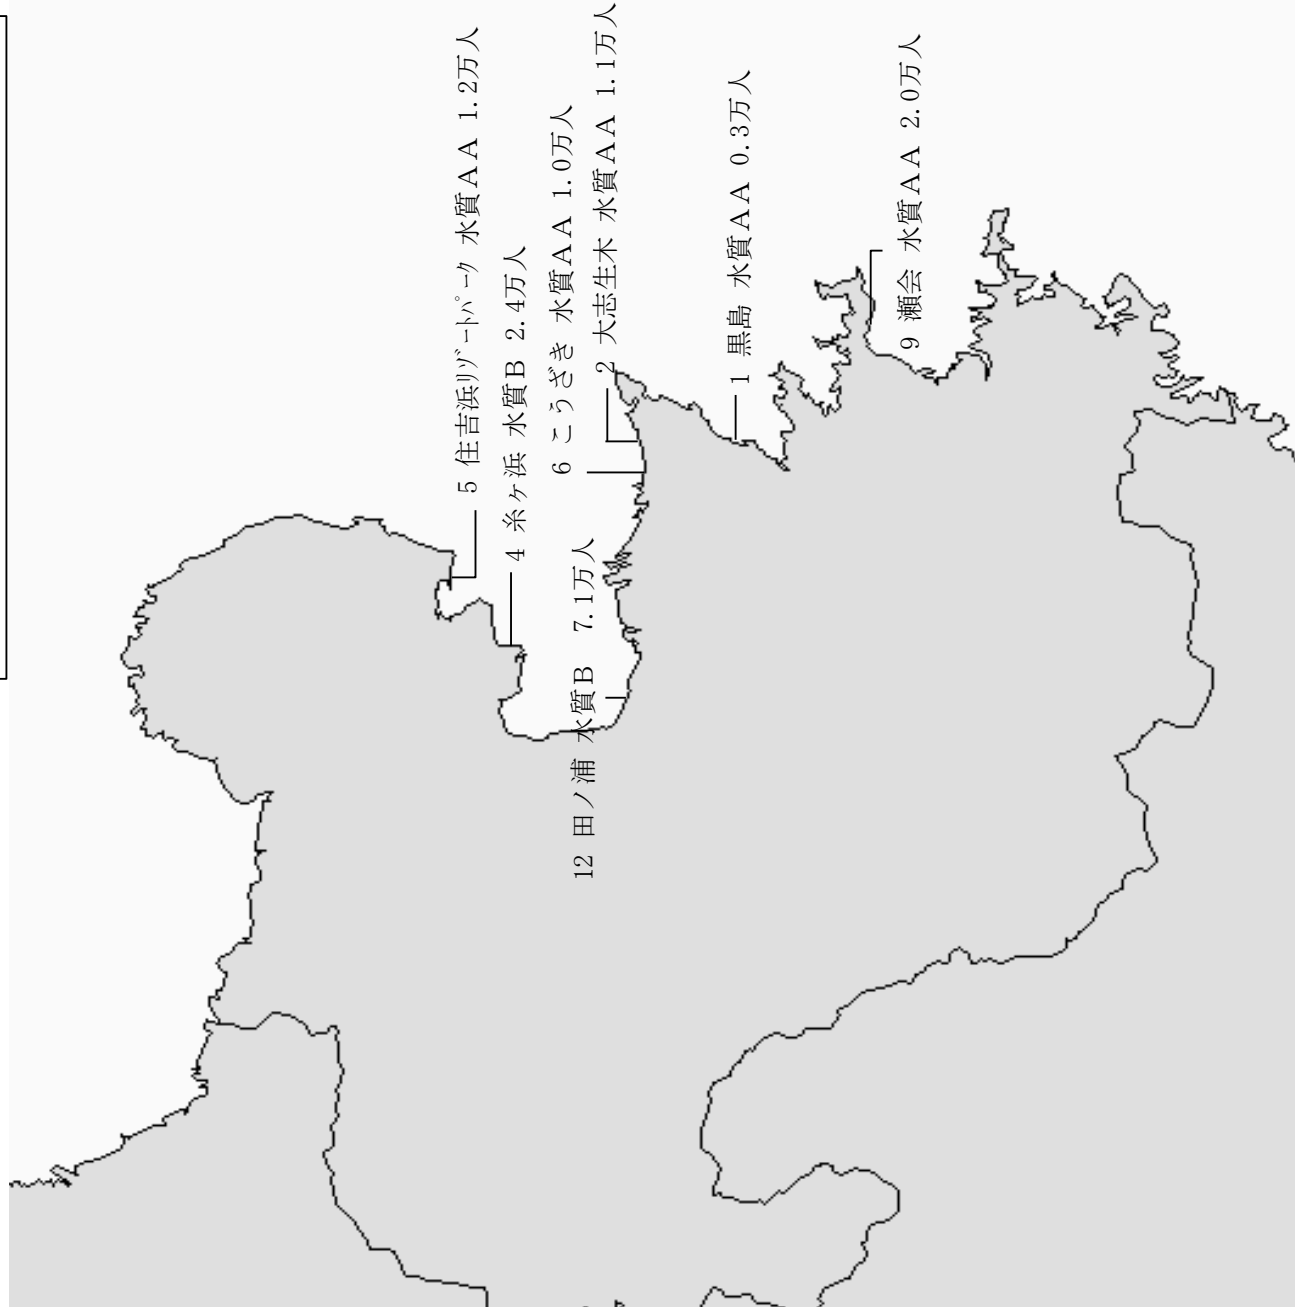 5 住吉浜ﾘｿﾞｰﾄﾊﾟｰｸ 水質ＡＡ 1.2万人
4 糸ヶ浜 水質Ｂ 2.4万人
6 こうざき 水質ＡＡ 1.0万人
12 田ノ浦 水質Ｂ 7.1万人
2 大志生木 水質ＡＡ 1.1万人
1 黒島 水質ＡＡ 0.3万人
9 瀬会 水質ＡＡ 2.0万人